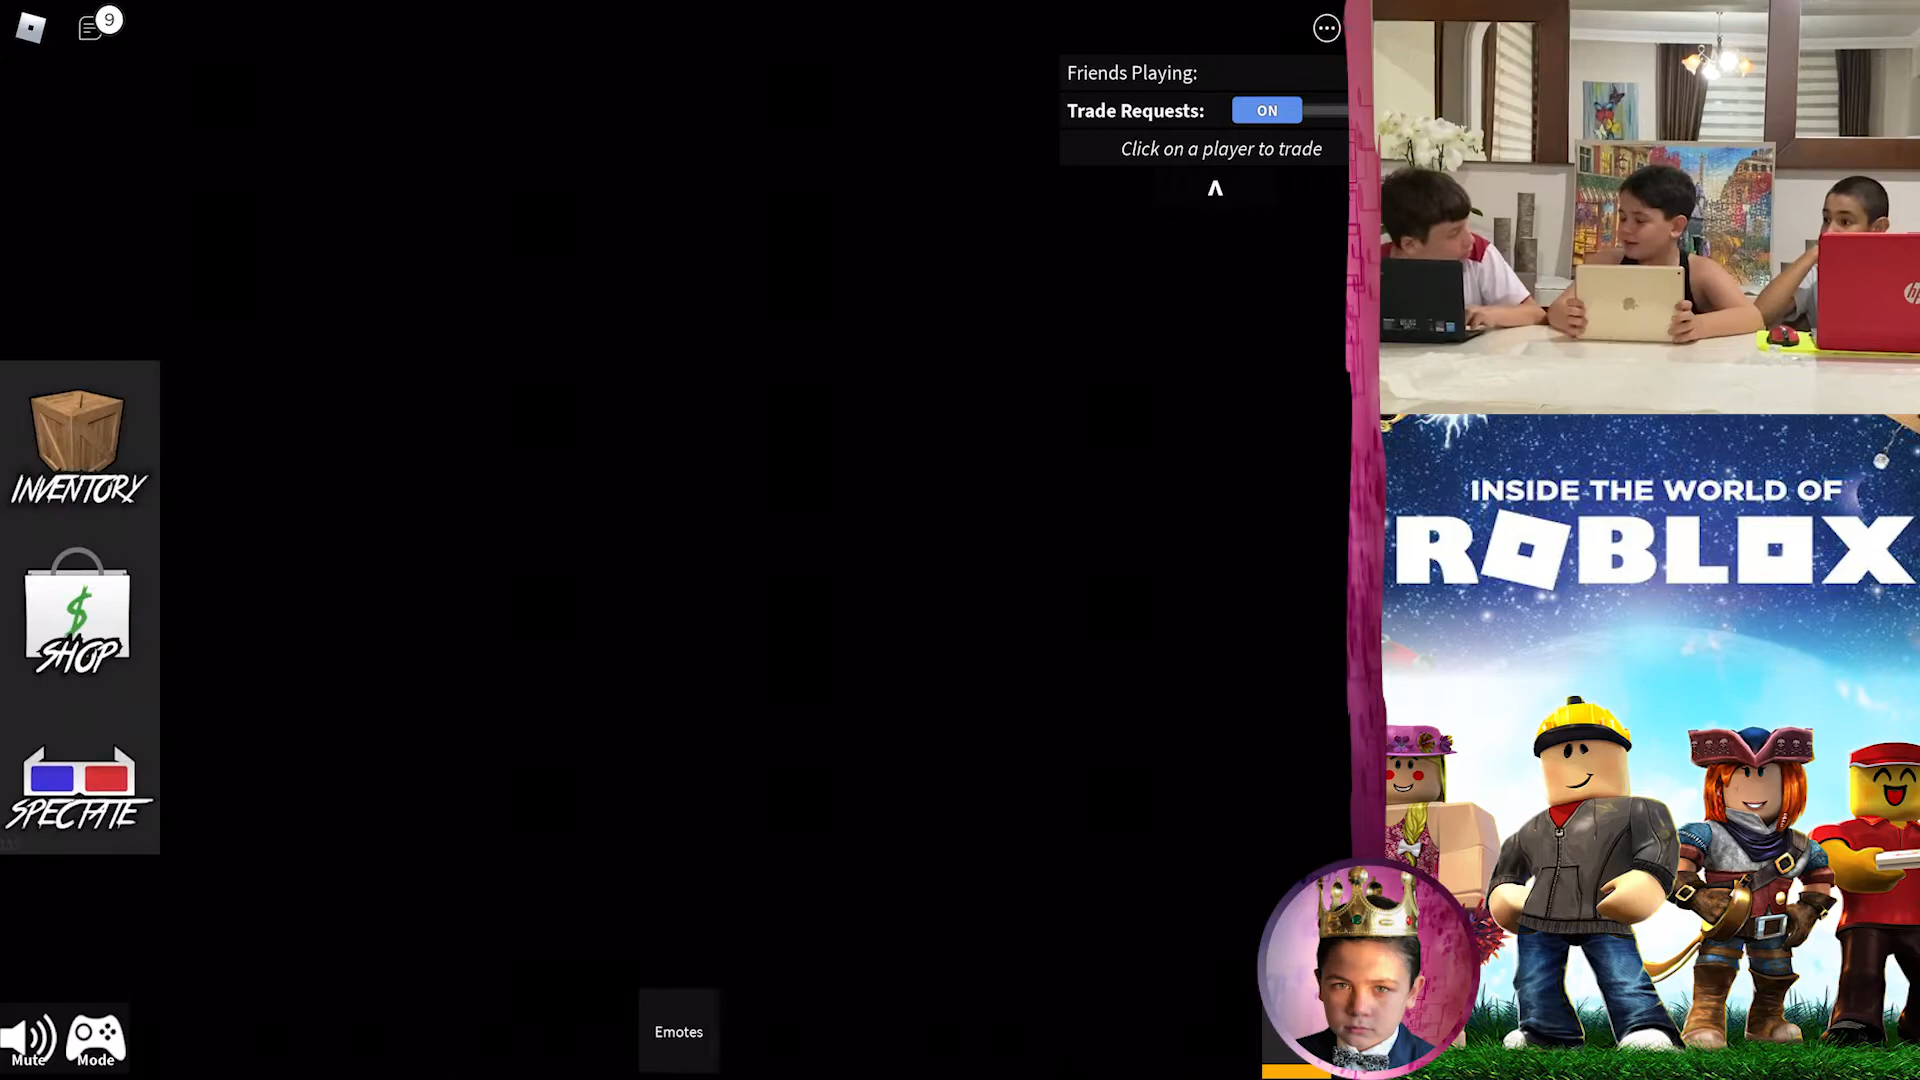 9
Friends Playing:
Trade Requests: ON
Click on a player to trade
INVENTORY
SHOP
SPECTATE
Mute
Mode
Emotes
INSIDE THE WORLD OF
ROBLOX
hp